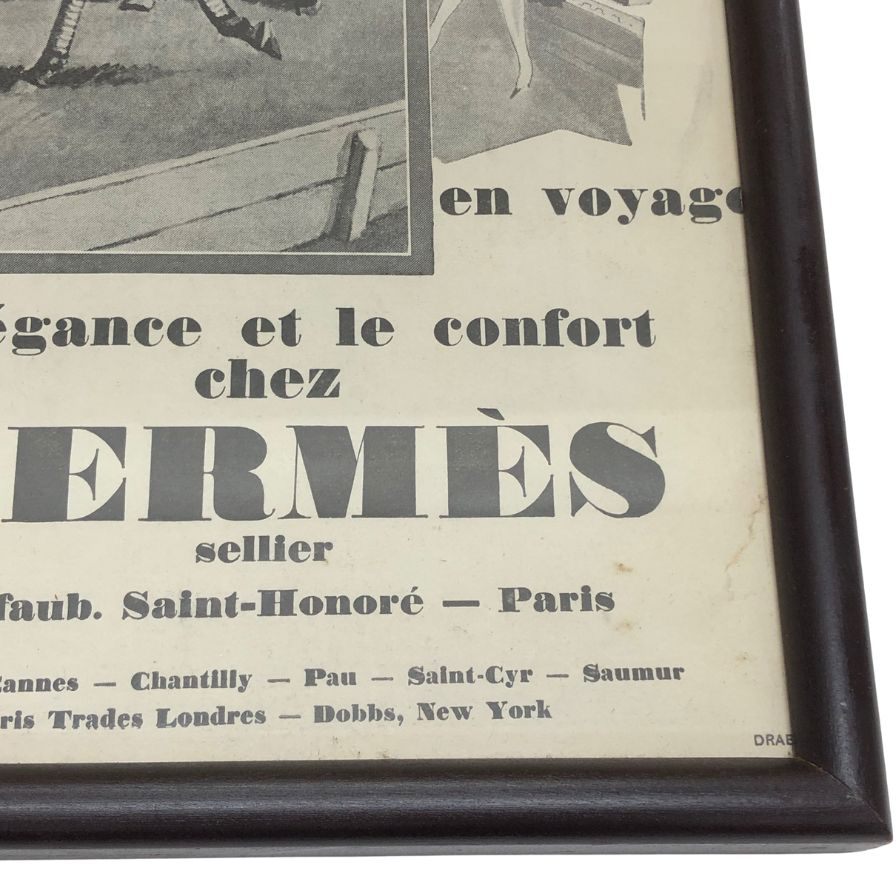 en voyage
égance et le confort
chez
ERMÈS
sellier
faub. Saint-Honoré — Paris
annes — Chantilly — Pau — Saint-Cyr — Saumur
ris Trades Londres — Dobbs, New York
DRAE